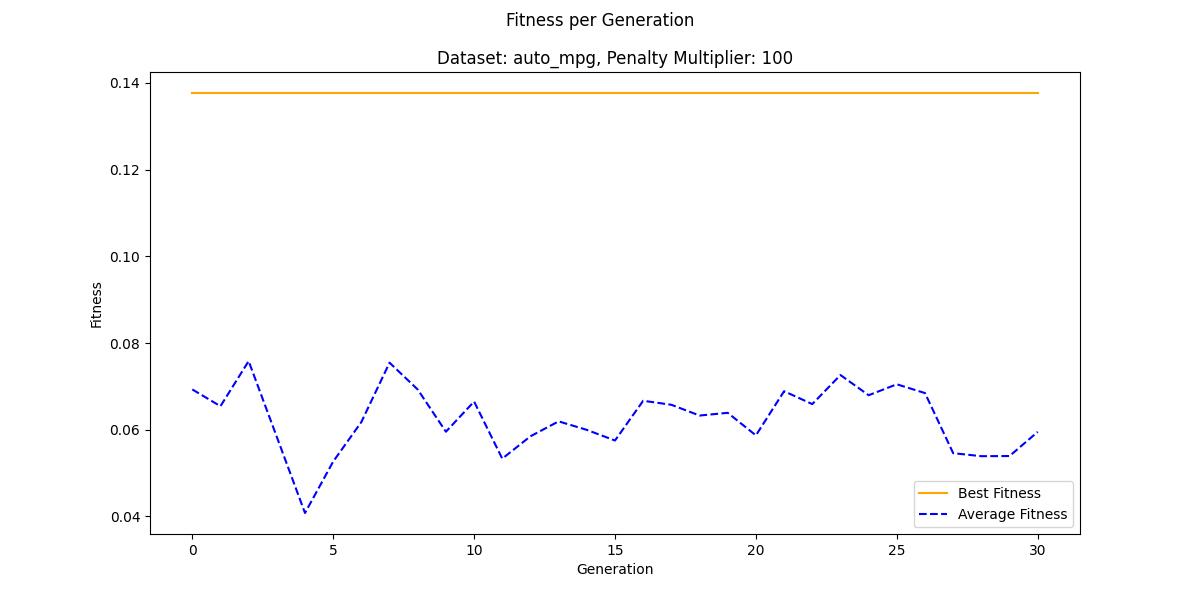 Fitness per Generation
Dataset: auto_mpg, Penalty Multiplier: 100
0.14
0.12
0.10
0.08
0.06
0.04
Fitness
Best Fitness
Average Fitness
0 5 10 15 20 25 30
Generation